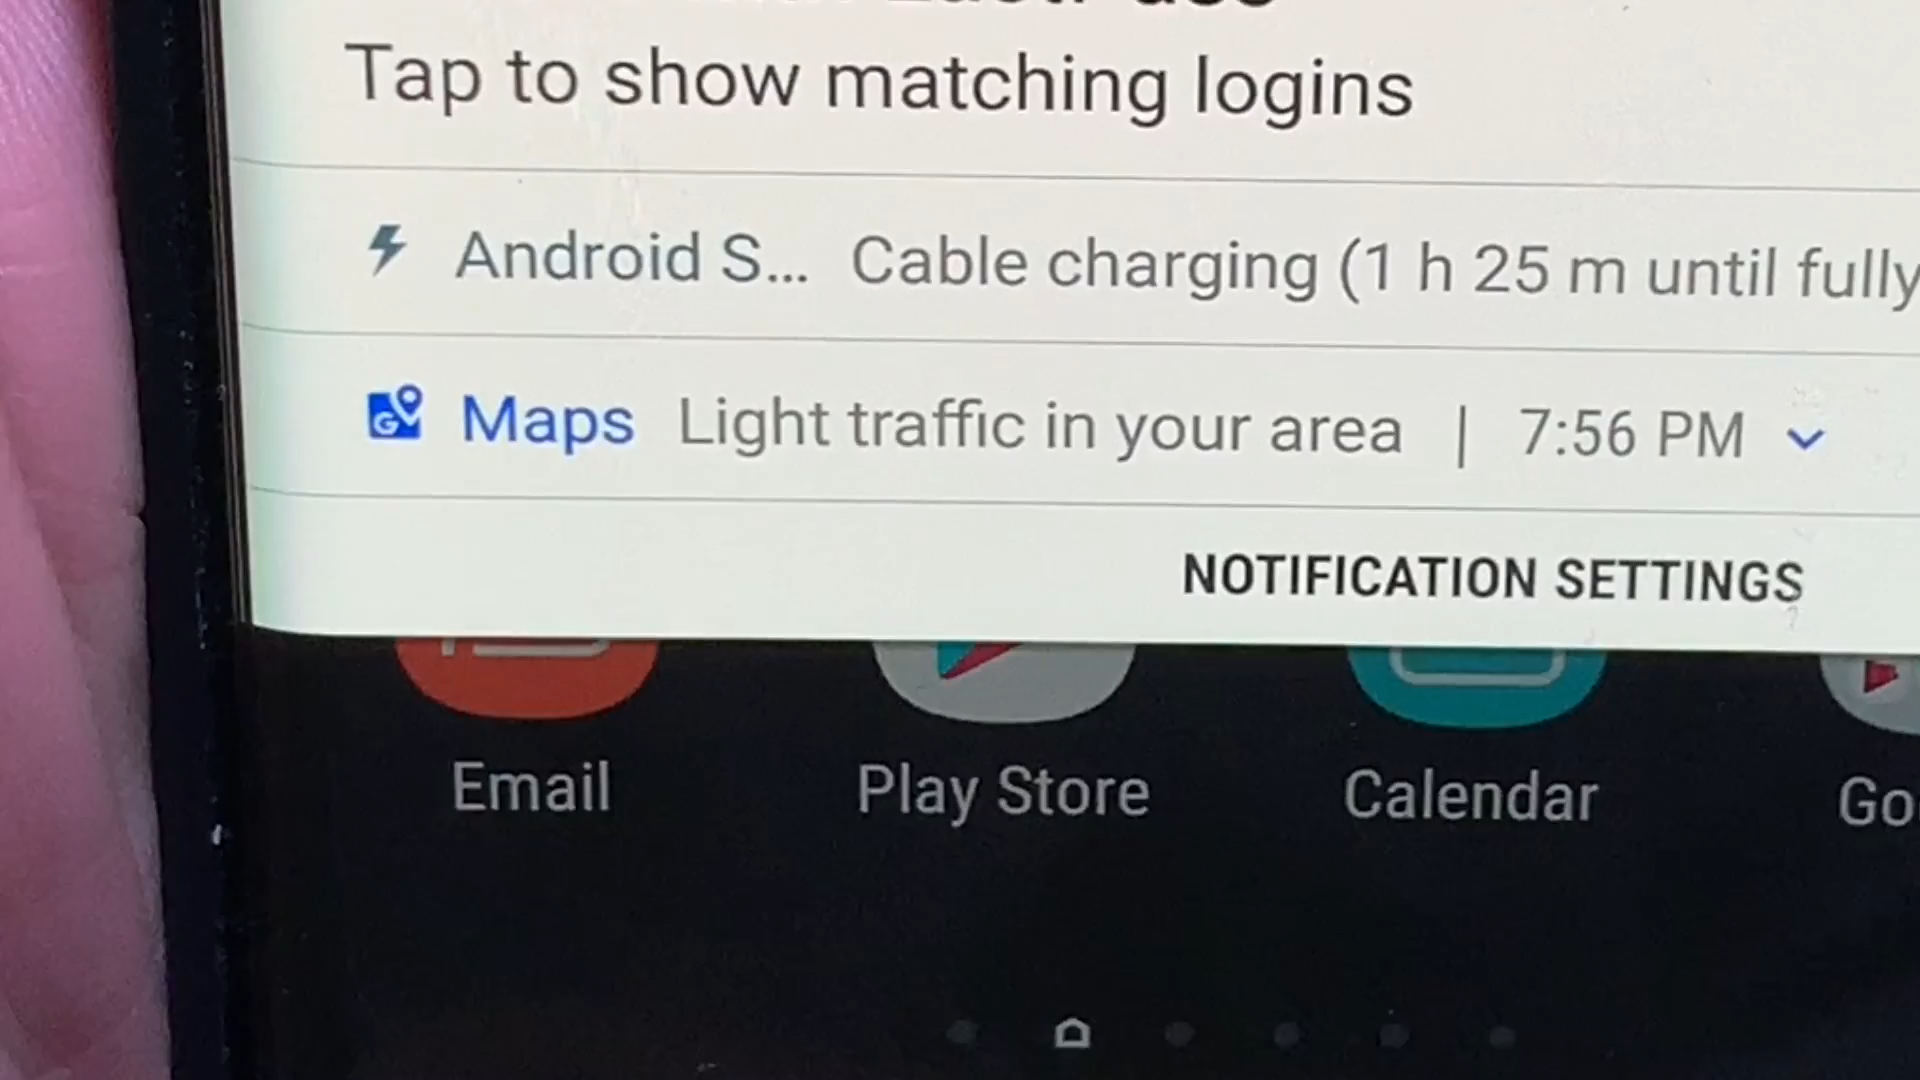 Tap to show matching logins
Android S... Cable charging (1 h 25 m until fully
Maps Light traffic in your area | 7:56 PM
NOTIFICATION SETTINGS
Email Play Store Calendar Go